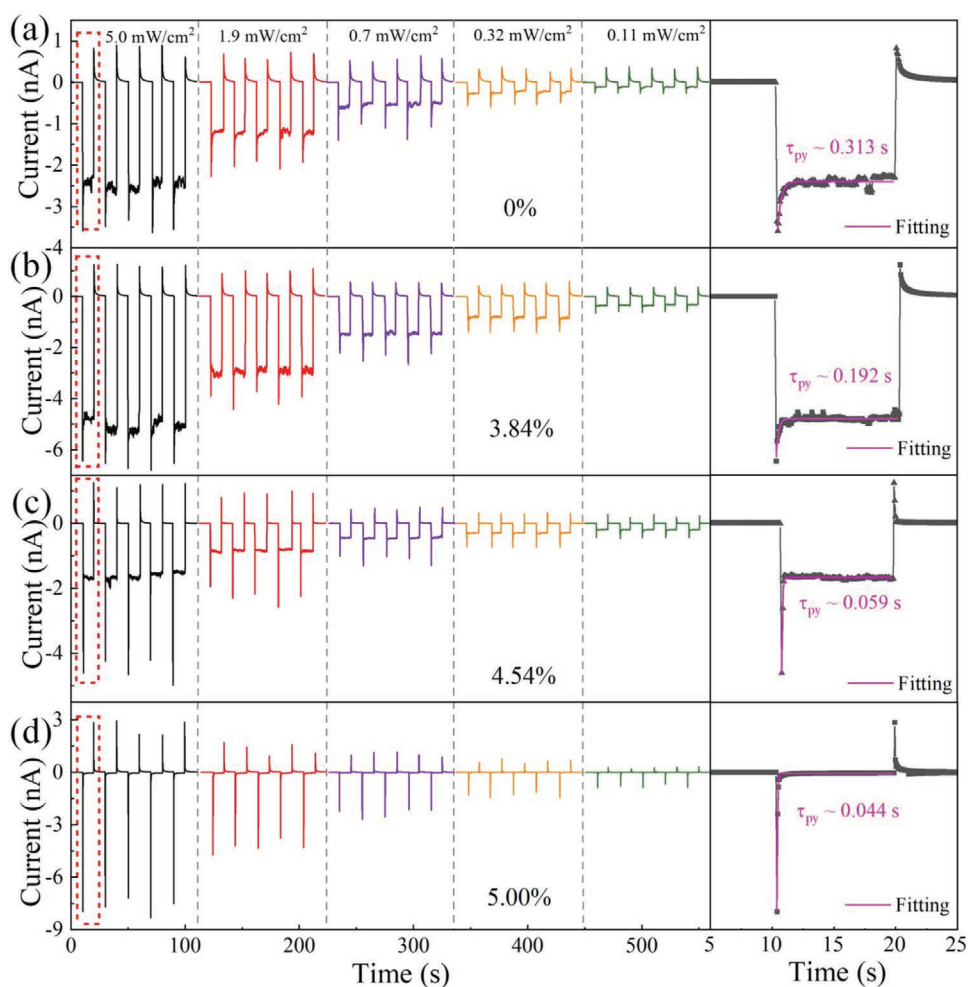 (a)
5.0 mW/cm²
1.9 mW/cm²
0.7 mW/cm²
0.32 mW/cm²
0.11 mW/cm²
Current (nA)
1
0
-1
-2
-3
-4
0%
τpy ~ 0.313 s
Fitting
(b)
Current (nA)
0
-2
-4
-6
3.84%
τpy ~ 0.192 s
Fitting
(c)
Current (nA)
0
-2
-4
4.54%
τpy ~ 0.059 s
Fitting
(d)
Current (nA)
3
0
-3
-6
-9
5.00%
τpy ~ 0.044 s
Fitting
0 100 200 300 400 500 5 10 15 20 25
Time (s) Time (s)